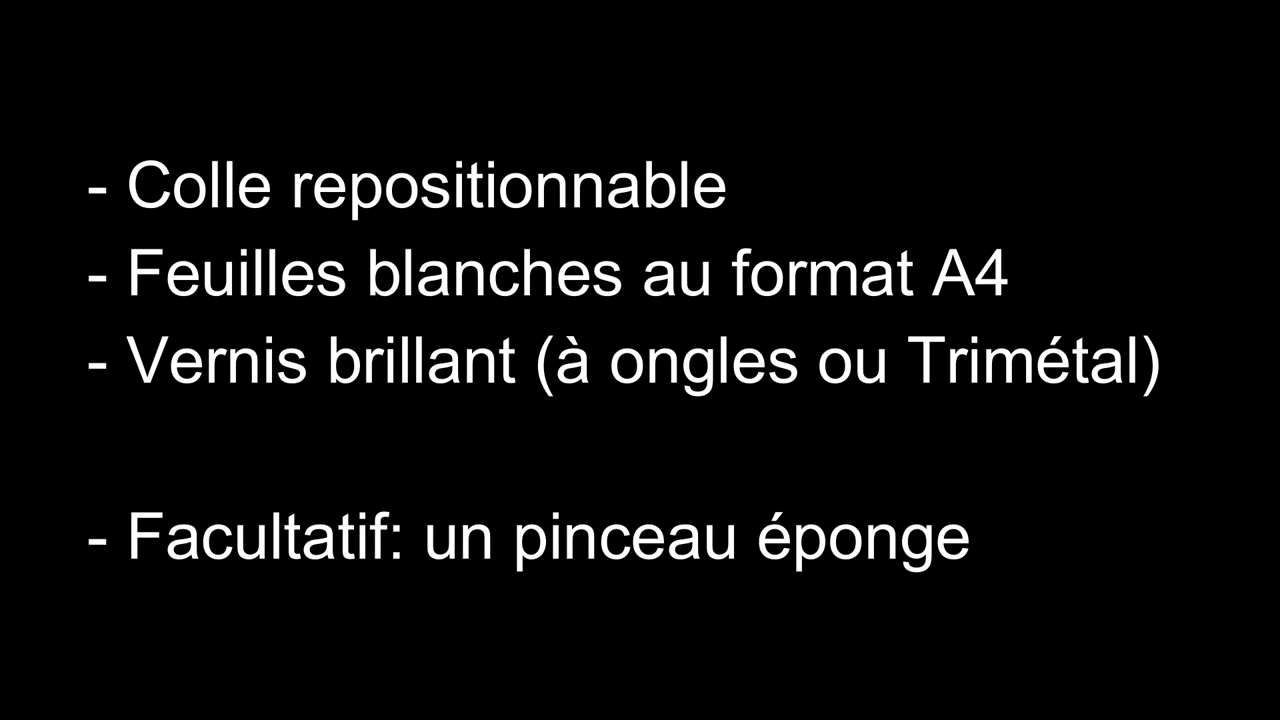 - Colle repositionnable
- Feuilles blanches au format A4
- Vernis brillant (à ongles ou Trimétal)
- Facultatif: un pinceau éponge